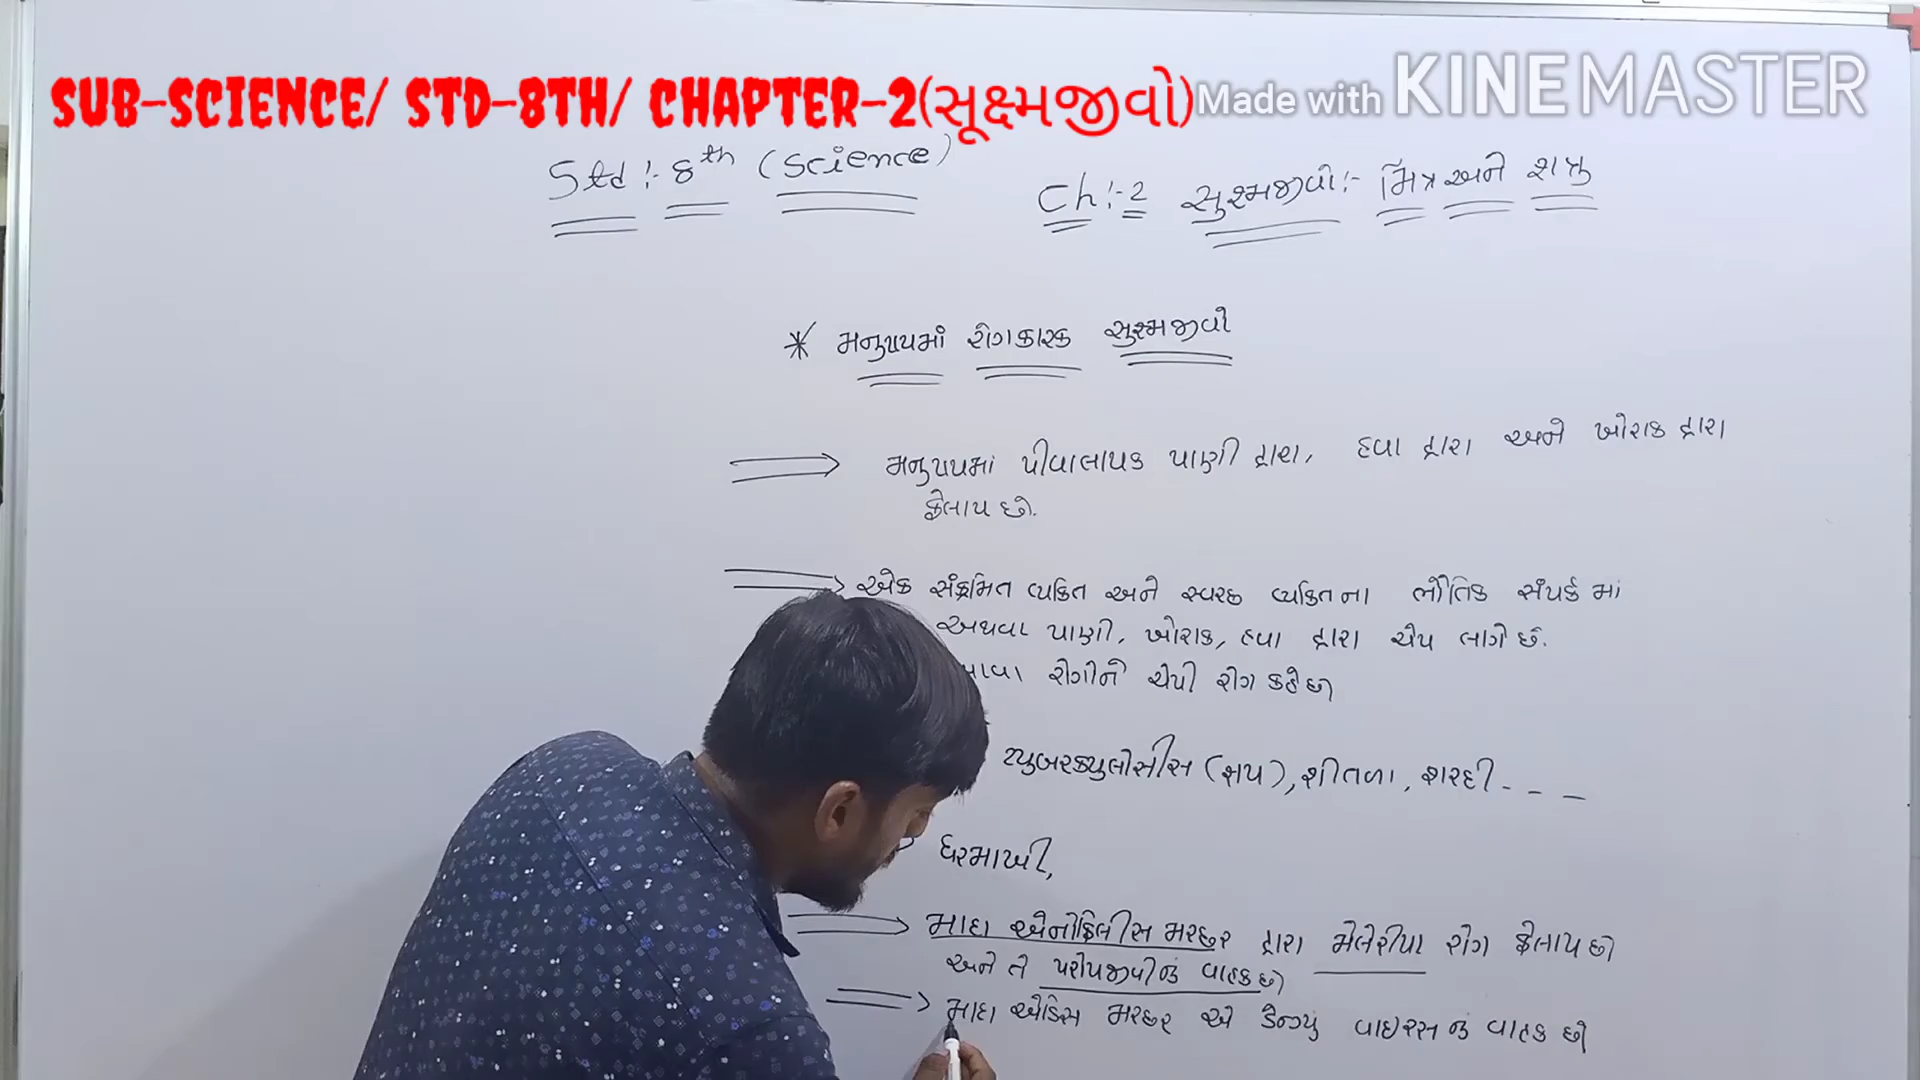 SUB-SCIENCE/ STD-8TH/ CHAPTER-2(સૂક્ષ્મજીવો)
Made with KINEMASTER
Std :- 8th (Science)
Ch :- 2 સુક્ષ્મજીવો :- મિત્ર અને શત્રુ
* મનુષ્યમાં રોગકારક સુક્ષ્મજીવો
મનુષ્યમાં પીવાલાયક પાણી દ્વારા, હવા દ્વારા અને ખોરાક દ્વારા
ફેલાય છે.
એક સંક્રમિત વ્યકિત અને સ્વસ્છ વ્યકિતના ભૌતિક સંપર્ક માં
અથવા પાણી, ખોરાક, હવા દ્વારા ચેપ લાગે છે.
આવા રોગોને ચેપી રોગ કહે છે
ટ્યુબરક્યુલોસીસ (ક્ષય), શીતળા, શરદી - - -
ઘરમાખી,
માદા એનોફિલીસ મચ્છર દ્વારા મેલેરીયા રોગ ફેલાય છે
અને તે પરોપજીવીનું વાહક છે
માદા એડિસ મચ્છર એ ડેન્ગ્યુ વાઇરસ નું વાહક છે